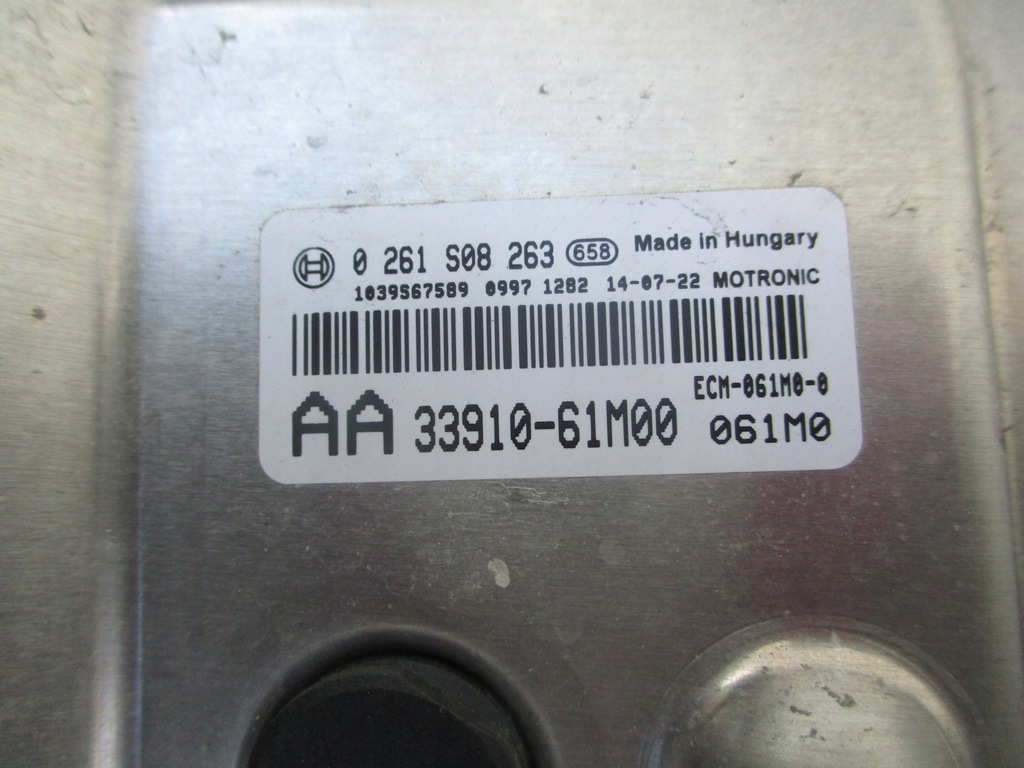 0 261 S08 263 658 Made in Hungary
1039S67589 0997 1282 14-07-22 MOTRONIC
ECM-061M0-0
AA 33910-61M00 061M0